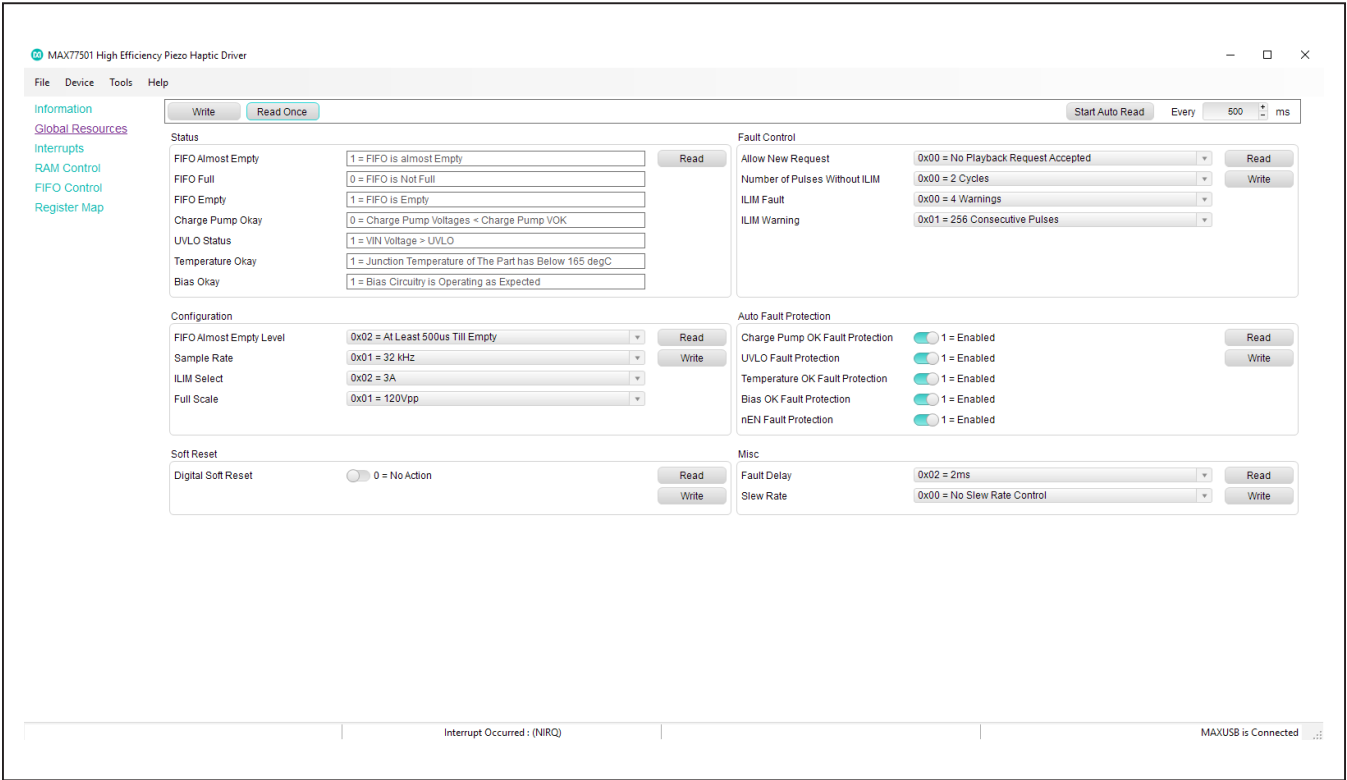 MAX77501 High Efficiency Piezo Haptic Driver
File Device Tools Help
Information
Global Resources
Interrupts
RAM Control
FIFO Control
Register Map
Write Read Once Start Auto Read Every 500 ms
Status
FIFO Almost Empty 1 = FIFO is almost Empty Read
FIFO Full 0 = FIFO is Not Full
FIFO Empty 1 = FIFO is Empty
Charge Pump Okay 0 = Charge Pump Voltages < Charge Pump VOK
UVLO Status 1 = VIN Voltage > UVLO
Temperature Okay 1 = Junction Temperature of The Part has Below 165 degC
Bias Okay 1 = Bias Circuitry is Operating as Expected
Fault Control
Allow New Request 0x00 = No Playback Request Accepted Read
Number of Pulses Without ILIM 0x00 = 2 Cycles Write
ILIM Fault 0x00 = 4 Warnings
ILIM Warning 0x01 = 256 Consecutive Pulses
Configuration
FIFO Almost Empty Level 0x02 = At Least 500us Till Empty Read
Sample Rate 0x01 = 32 kHz Write
ILIM Select 0x02 = 3A
Full Scale 0x01 = 120Vpp
Auto Fault Protection
Charge Pump OK Fault Protection 1 = Enabled Read
UVLO Fault Protection 1 = Enabled Write
Temperature OK Fault Protection 1 = Enabled
Bias OK Fault Protection 1 = Enabled
nEN Fault Protection 1 = Enabled
Soft Reset
Digital Soft Reset 0 = No Action Read
Write
Misc
Fault Delay 0x02 = 2ms Read
Slew Rate 0x00 = No Slew Rate Control Write
Interrupt Occurred : (NIRQ) MAXUSB is Connected